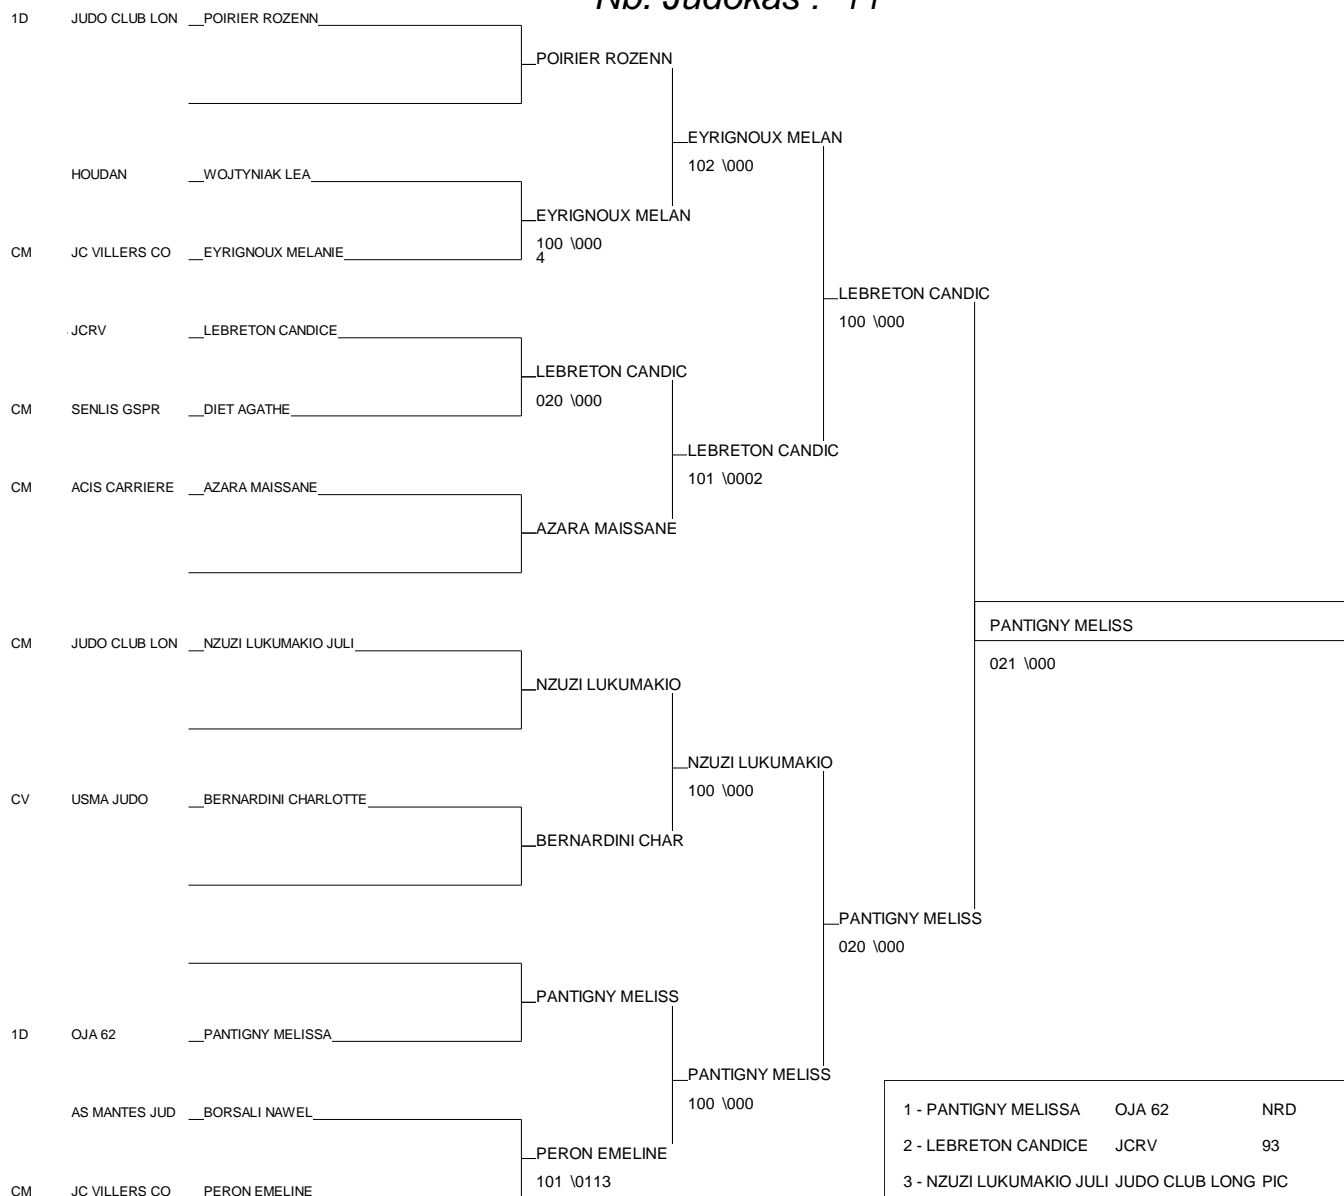 Nb. Judokas : 11
1D JUDO CLUB LON POIRIER ROZENN
POIRIER ROZENN
EYRIGNOUX MELAN
102 \000
HOUDAN WOJTYNIAK LEA
EYRIGNOUX MELAN
100 \000
4
CM JC VILLERS CO EYRIGNOUX MELANIE
LEBRETON CANDIC
100 \000
JCRV LEBRETON CANDICE
LEBRETON CANDIC
020 \000
CM SENLIS GSPR DIET AGATHE
LEBRETON CANDIC
101 \0002
CM ACIS CARRIERE AZARA MAISSANE
AZARA MAISSANE
PANTIGNY MELISS
021 \000
CM JUDO CLUB LON NZUZI LUKUMAKIO JULI
NZUZI LUKUMAKIO
NZUZI LUKUMAKIO
100 \000
CV USMA JUDO BERNARDINI CHARLOTTE
BERNARDINI CHAR
PANTIGNY MELISS
020 \000
PANTIGNY MELISS
1D OJA 62 PANTIGNY MELISSA
PANTIGNY MELISS
100 \000
AS MANTES JUD BORSALI NAWEL
PERON EMELINE
101 \0113
CM JC VILLERS CO PERON EMELINE
1 - PANTIGNY MELISSA OJA 62 NRD
2 - LEBRETON CANDICE JCRV 93
3 - NZUZI LUKUMAKIO JULI JUDO CLUB LONG PIC